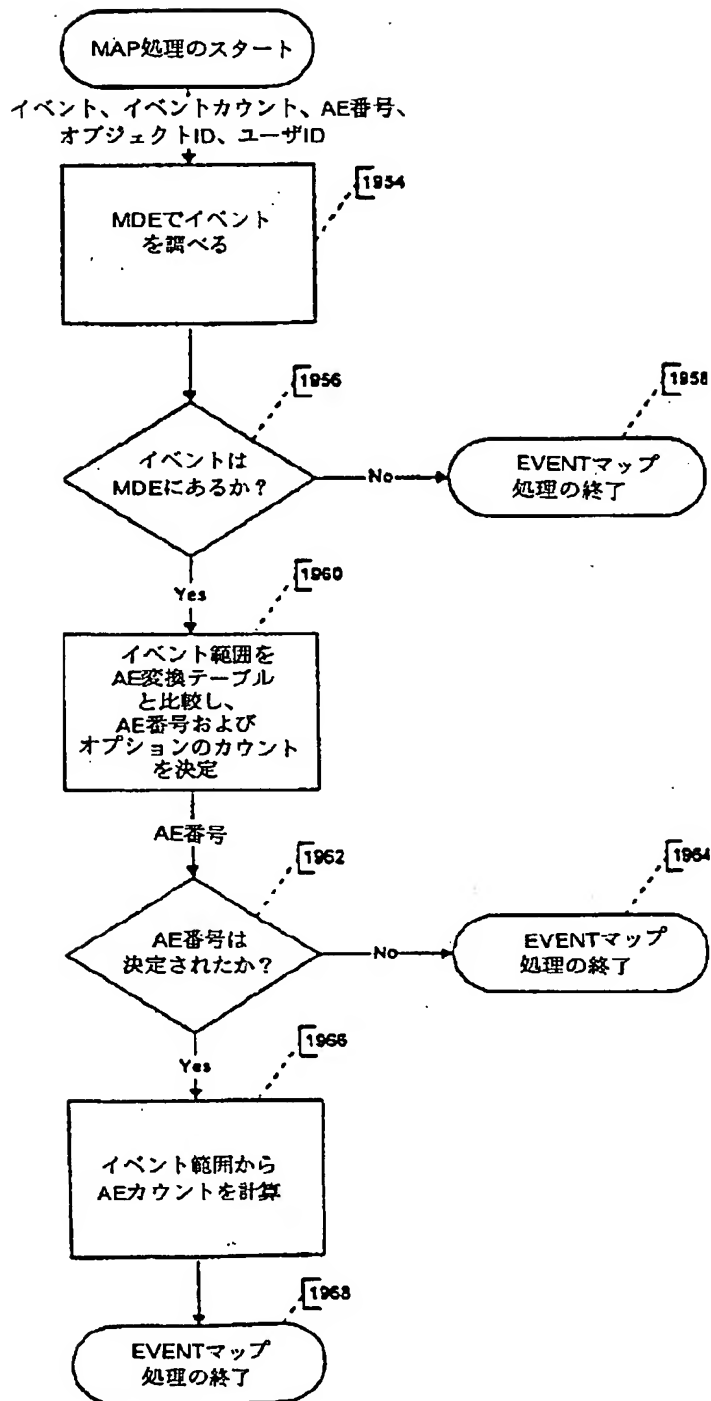 MAP処理のスタート
イベント、イベントカウント、AE番号、
オブジェクトID、ユーザID
1954
MDEでイベント
を調べる
1956
1958
イベントは
MDEにあるか?
No
EVENTマップ
処理の終了
Yes
1960
イベント範囲を
AE変換テーブル
と比較し、
AE番号および
オプションのカウント
を決定
AE番号
1962
1964
AE番号は
決定されたか?
No
EVENTマップ
処理の終了
Yes
1966
イベント範囲から
AEカウントを計算
1968
EVENTマップ
処理の終了